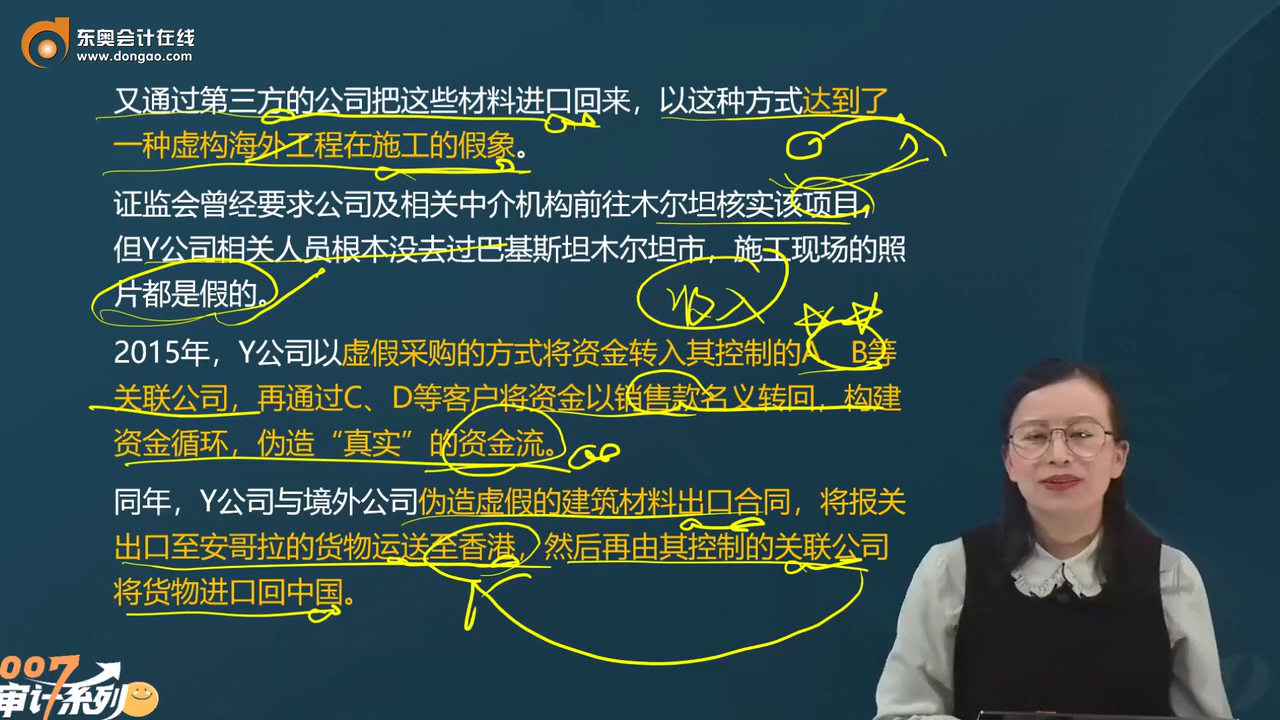 东奥会计在线
www.dongao.com
又通过第三方的公司把这些材料进口回来，以这种方式达到了
一种虚构海外工程在施工的假象。
证监会曾经要求公司及相关中介机构前往木尔坦核实该项目，
但Y公司相关人员根本没去过巴基斯坦木尔坦市，施工现场的照
片都是假的。
收入
2015年，Y公司以虚假采购的方式将资金转入其控制的A、B等
关联公司，再通过C、D等客户将资金以销售款名义转回，构建
资金循环，伪造“真实”的资金流。
同年，Y公司与境外公司伪造虚假的建筑材料出口合同，将报关
出口至安哥拉的货物运送至香港，然后再由其控制的关联公司
将货物进口回中国。
007
审计系列